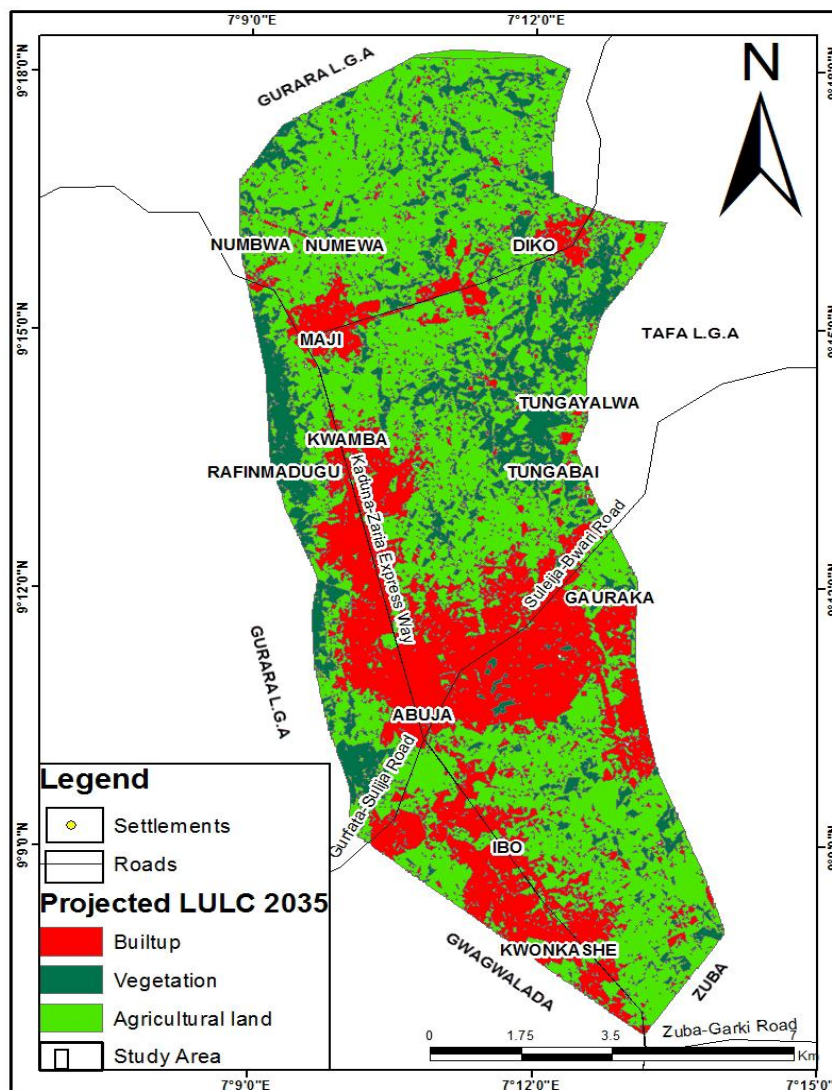 7°9'0"E
7°12'0"E
9°18'0"N
GURARA L.G.A
N
NUMBWA
NUMEWA
DIKO
9°15'0"N
MAJI
TAFA L.G.A
TUNGAYALWA
KWAMBA
RAFINMADUGU
TUNGABAI
Kaduna-Zaria Express Way
Suleija-Bwari Road
9°12'0"N
GAURAKA
GURARA L.G.A
ABUJA
Gurfata-Sulija Road
9°9'0"N
IBO
KWONKASHE
GWAGWALADA
ZUBA
Zuba-Garki Road
Legend
Settlements
Roads
Projected LULC 2035
Builtup
Vegetation
Agricultural land
Study Area
0
1.75
3.5
7
Km
7°9'0"E
7°12'0"E
7°15'0"E